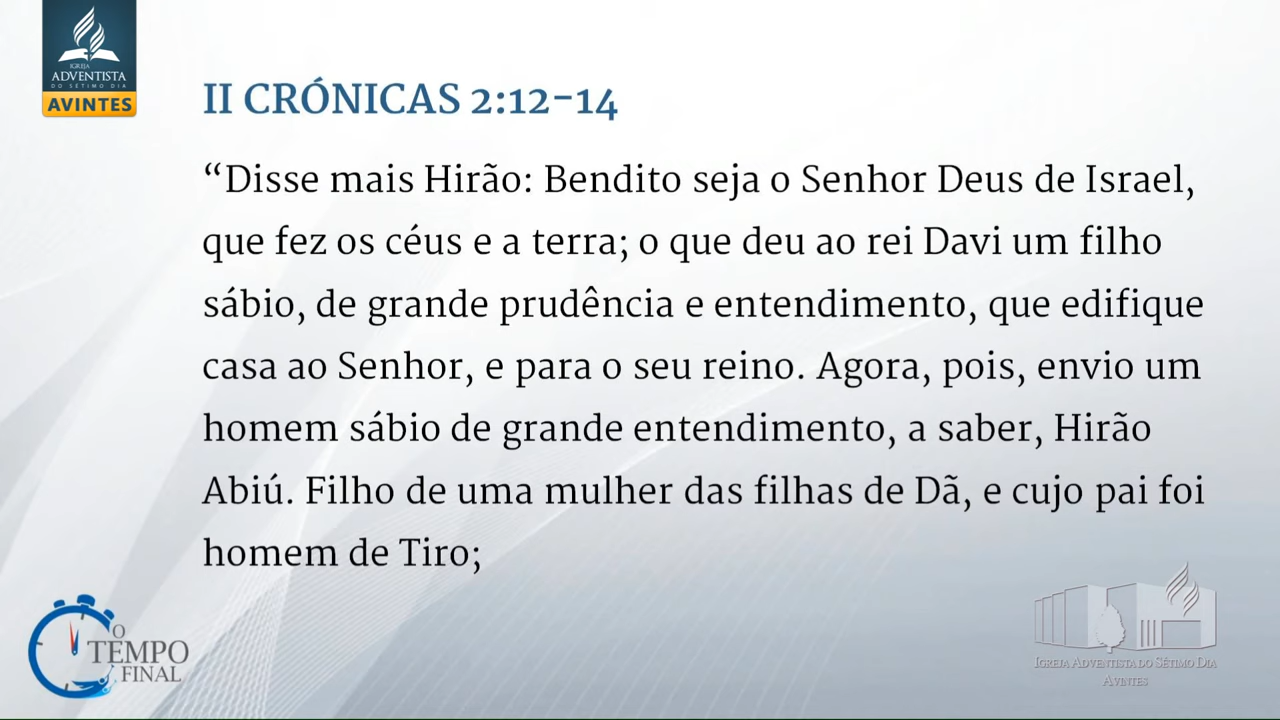 IGREJA
ADVENTISTA
DO SÉTIMO DIA
AVINTES
II CRÓNICAS 2:12-14
“Disse mais Hirão: Bendito seja o Senhor Deus de Israel,
que fez os céus e a terra; o que deu ao rei Davi um filho
sábio, de grande prudência e entendimento, que edifique
casa ao Senhor, e para o seu reino. Agora, pois, envio um
homem sábio de grande entendimento, a saber, Hirão
Abiú. Filho de uma mulher das filhas de Dã, e cujo pai foi
homem de Tiro;
O
TEMPO
FINAL
IGREJA ADVENTISTA DO SÉTIMO DIA
AVINTES